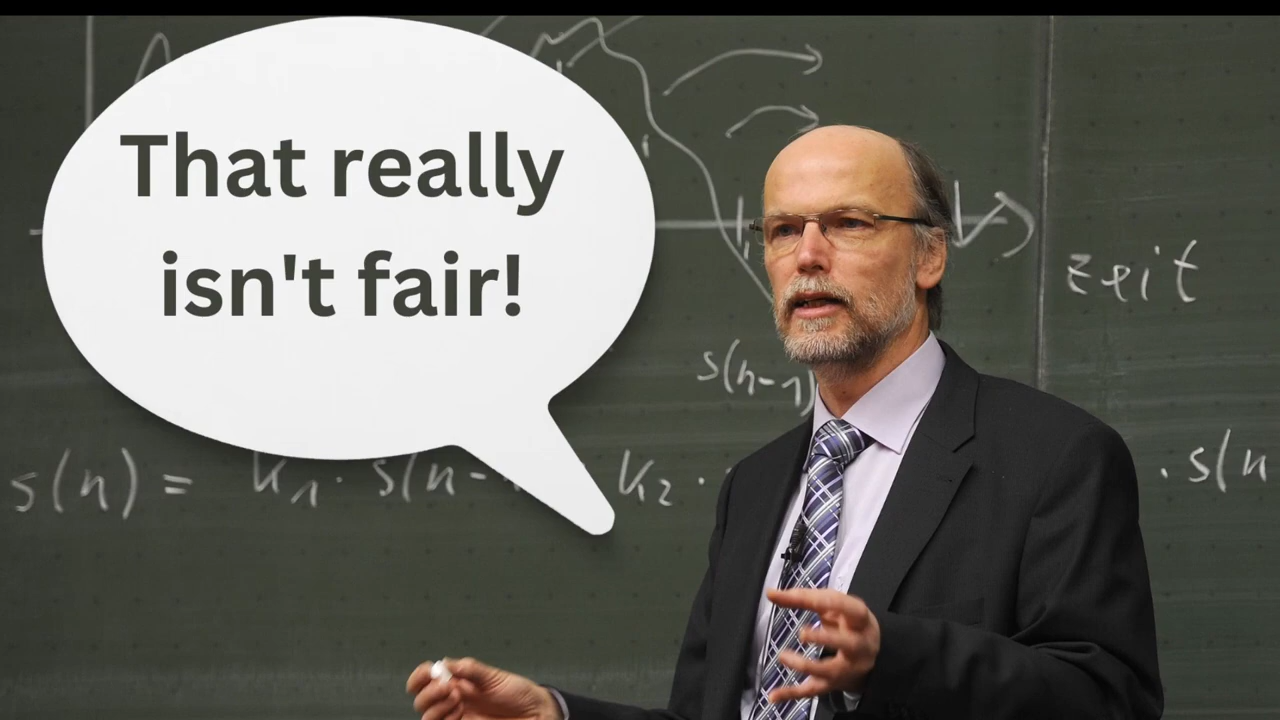 That really
isn't fair!
zeit
s(n-1)
s(n) = k₁· s(n- k₂· · s(n